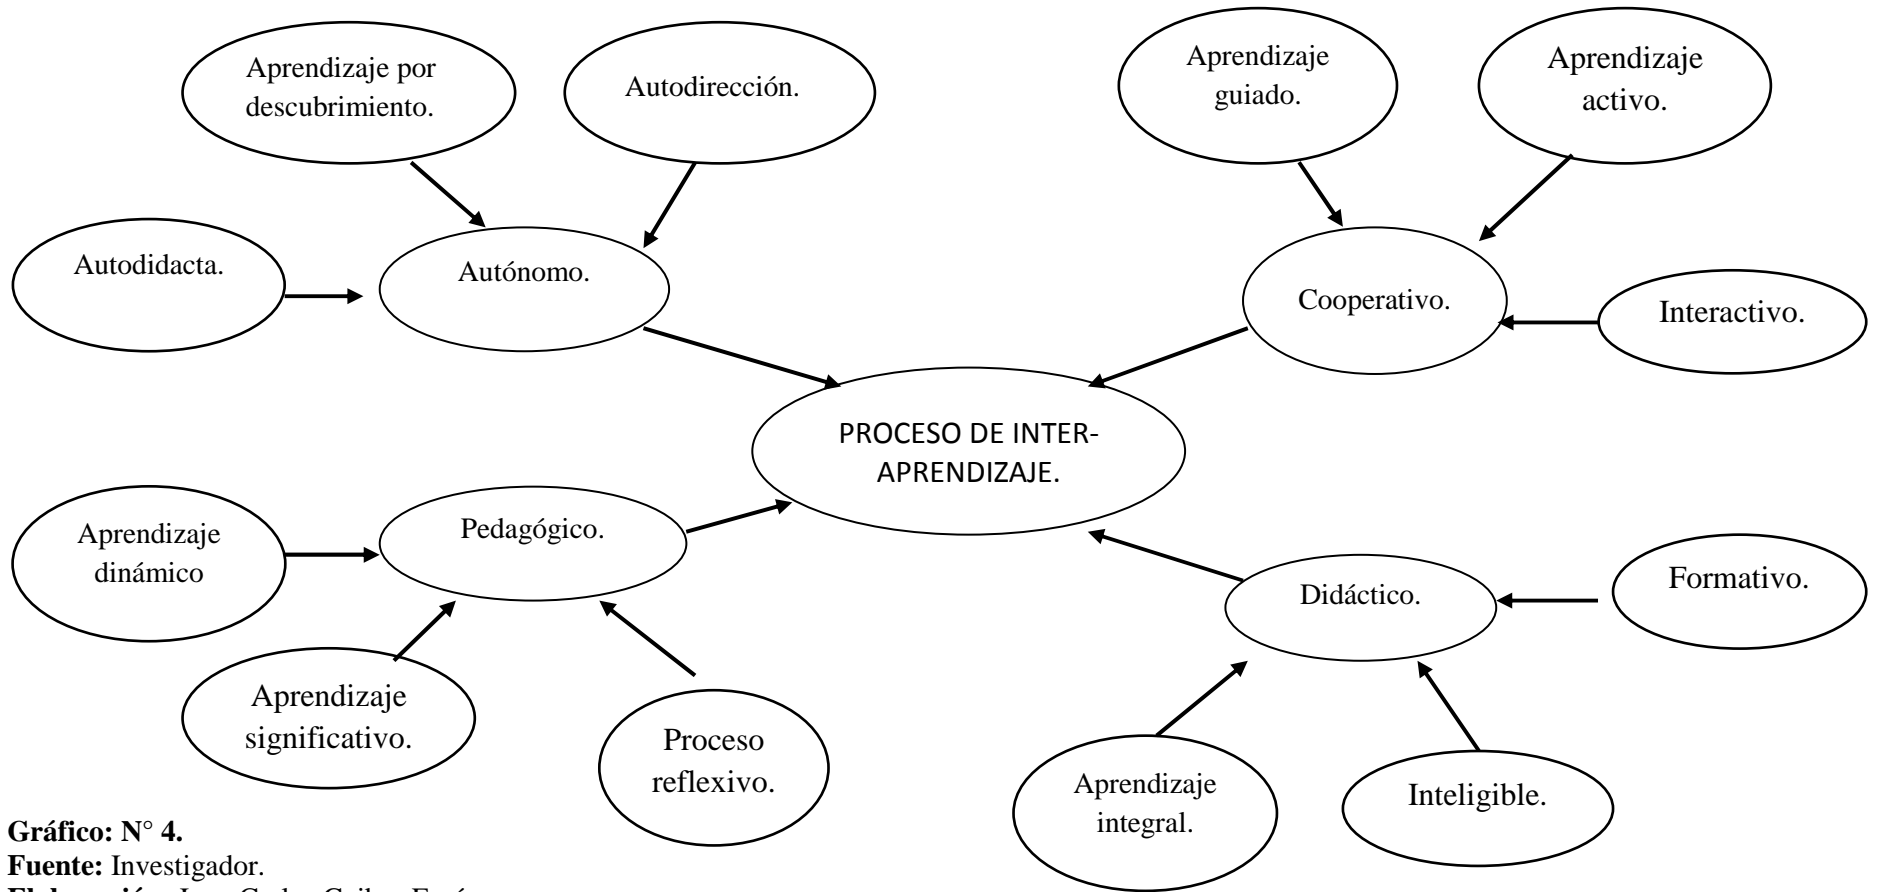 Aprendizaje por
descubrimiento.
Autodirección.
Aprendizaje
guiado.
Aprendizaje
activo.
Autodidacta.
Autónomo.
Cooperativo.
Interactivo.
PROCESO DE INTER-
APRENDIZAJE.
Aprendizaje
dinámico
Pedagógico.
Didáctico.
Formativo.
Aprendizaje
significativo.
Proceso
reflexivo.
Aprendizaje
integral.
Inteligible.
Gráfico: N° 4.
Fuente: Investigador.